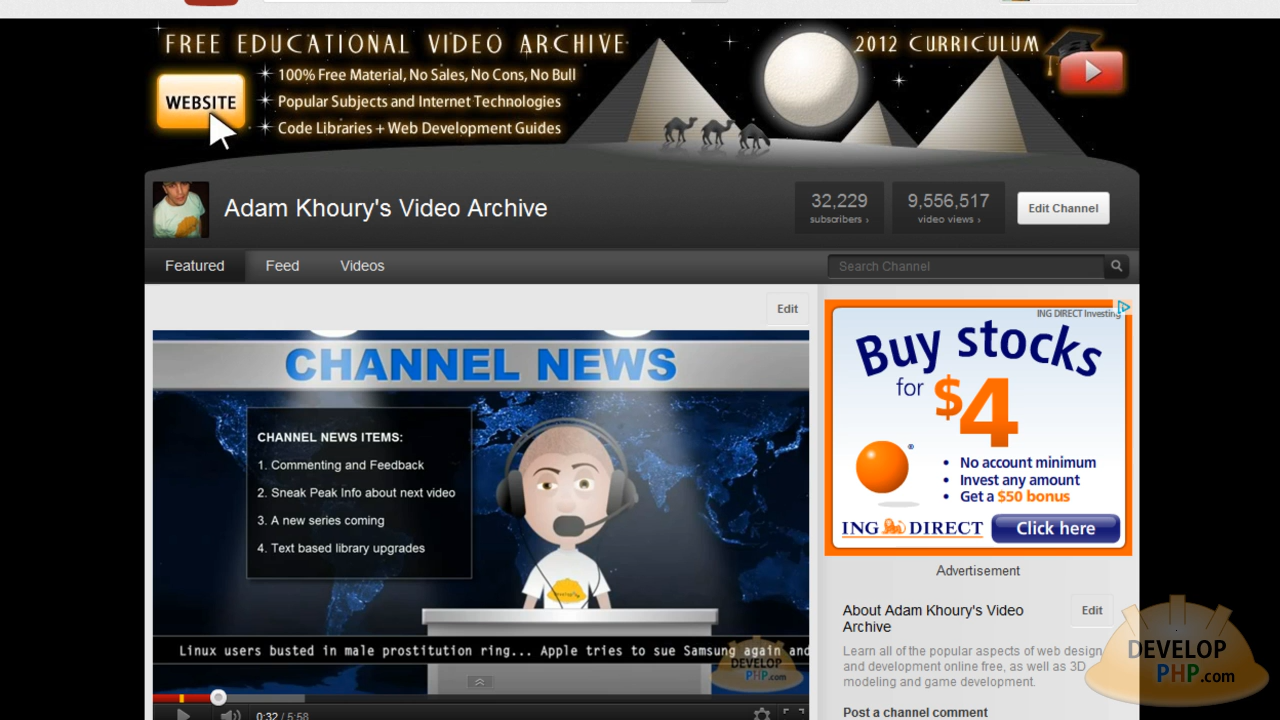 FREE EDUCATIONAL VIDEO ARCHIVE
2012 CURRICULUM
WEBSITE
100% Free Material, No Sales, No Cons, No Bull
Popular Subjects and Internet Technologies
Code Libraries + Web Development Guides
Adam Khoury's Video Archive
32,229
subscribers ›
9,556,517
video views ›
Edit Channel
Featured
Feed
Videos
Search Channel
Edit
CHANNEL NEWS
CHANNEL NEWS ITEMS:
1. Commenting and Feedback
2. Sneak Peak Info about next video
3. A new series coming
4. Text based library upgrades
Linux users busted in male prostitution ring... Apple tries to sue Samsung again and
DEVELOP
PHP.com
0:32 / 5:58
ING DIRECT Investing
Buy stocks
for $4
• No account minimum
• Invest any amount
• Get a $50 bonus
ING DIRECT
Click here
Advertisement
About Adam Khoury's Video
Archive
Edit
Learn all of the popular aspects of web design
and development online free, as well as 3D
modeling and game development.
Post a channel comment
DEVELOP
PHP.com